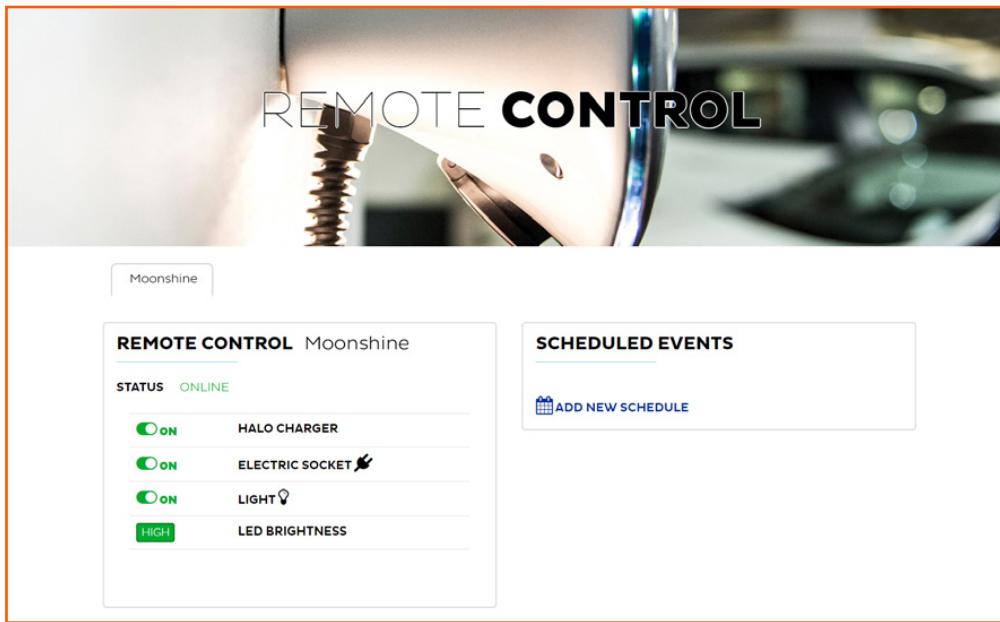 REMOTE CONTROL
Moonshine
REMOTE CONTROL Moonshine
STATUS ONLINE
ON HALO CHARGER
ON ELECTRIC SOCKET
ON LIGHT
HIGH LED BRIGHTNESS
SCHEDULED EVENTS
ADD NEW SCHEDULE